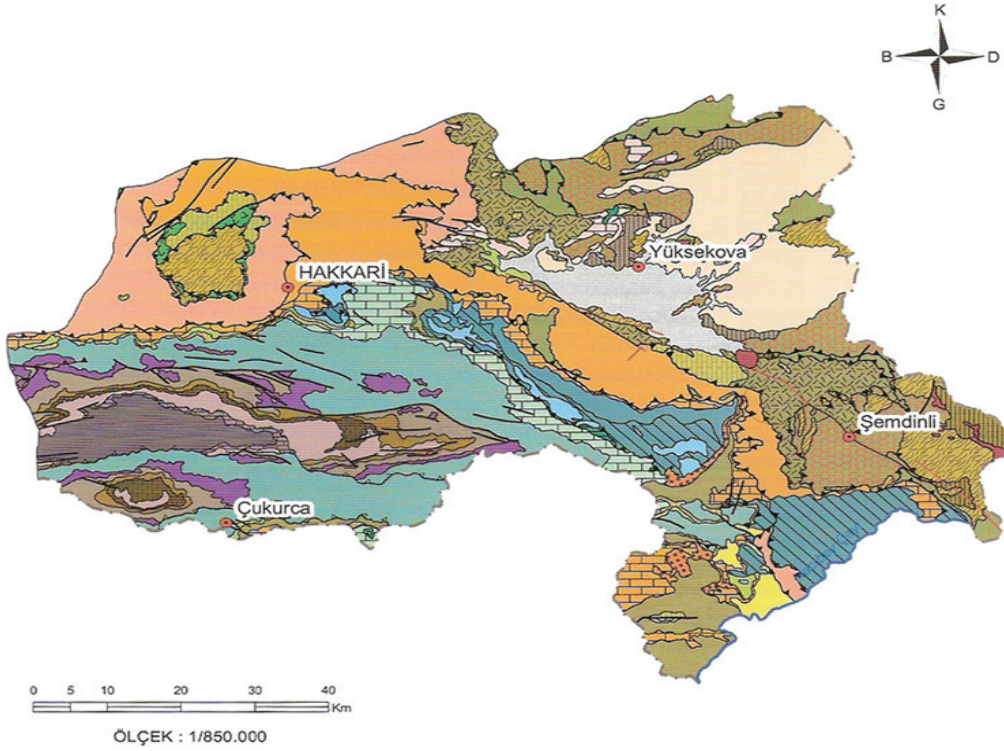 K
B D
G
Yüksekova
HAKKARİ
Şemdinli
Çukurca
0 5 10 20 30 40
Km
ÖLÇEK : 1/850.000